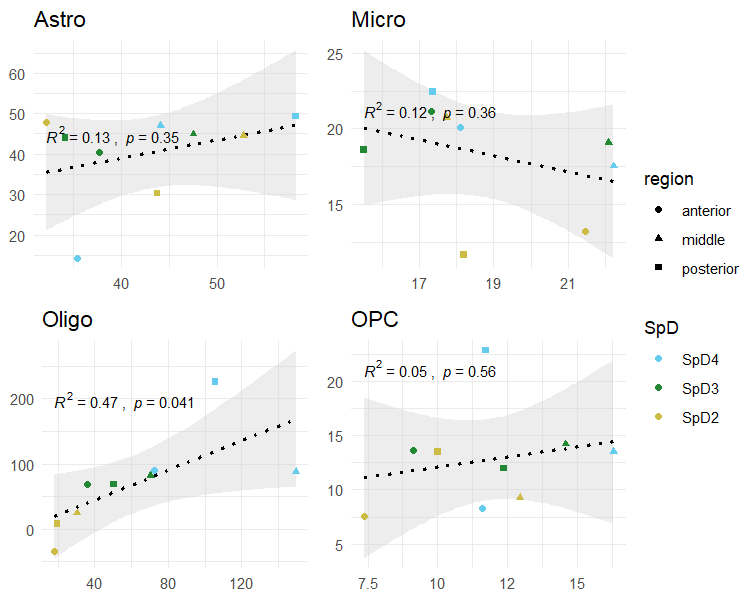 Astro
60
50
40
30
20
R² = 0.13 , p = 0.35
40 50
Micro
25
20
15
R² = 0.12 , p = 0.36
17 19 21
Oligo
200
100
0
R² = 0.47 , p = 0.041
40 80 120
OPC
20
15
10
5
R² = 0.05 , p = 0.56
7.5 10 12 15
region
anterior
middle
posterior
SpD
SpD4
SpD3
SpD2